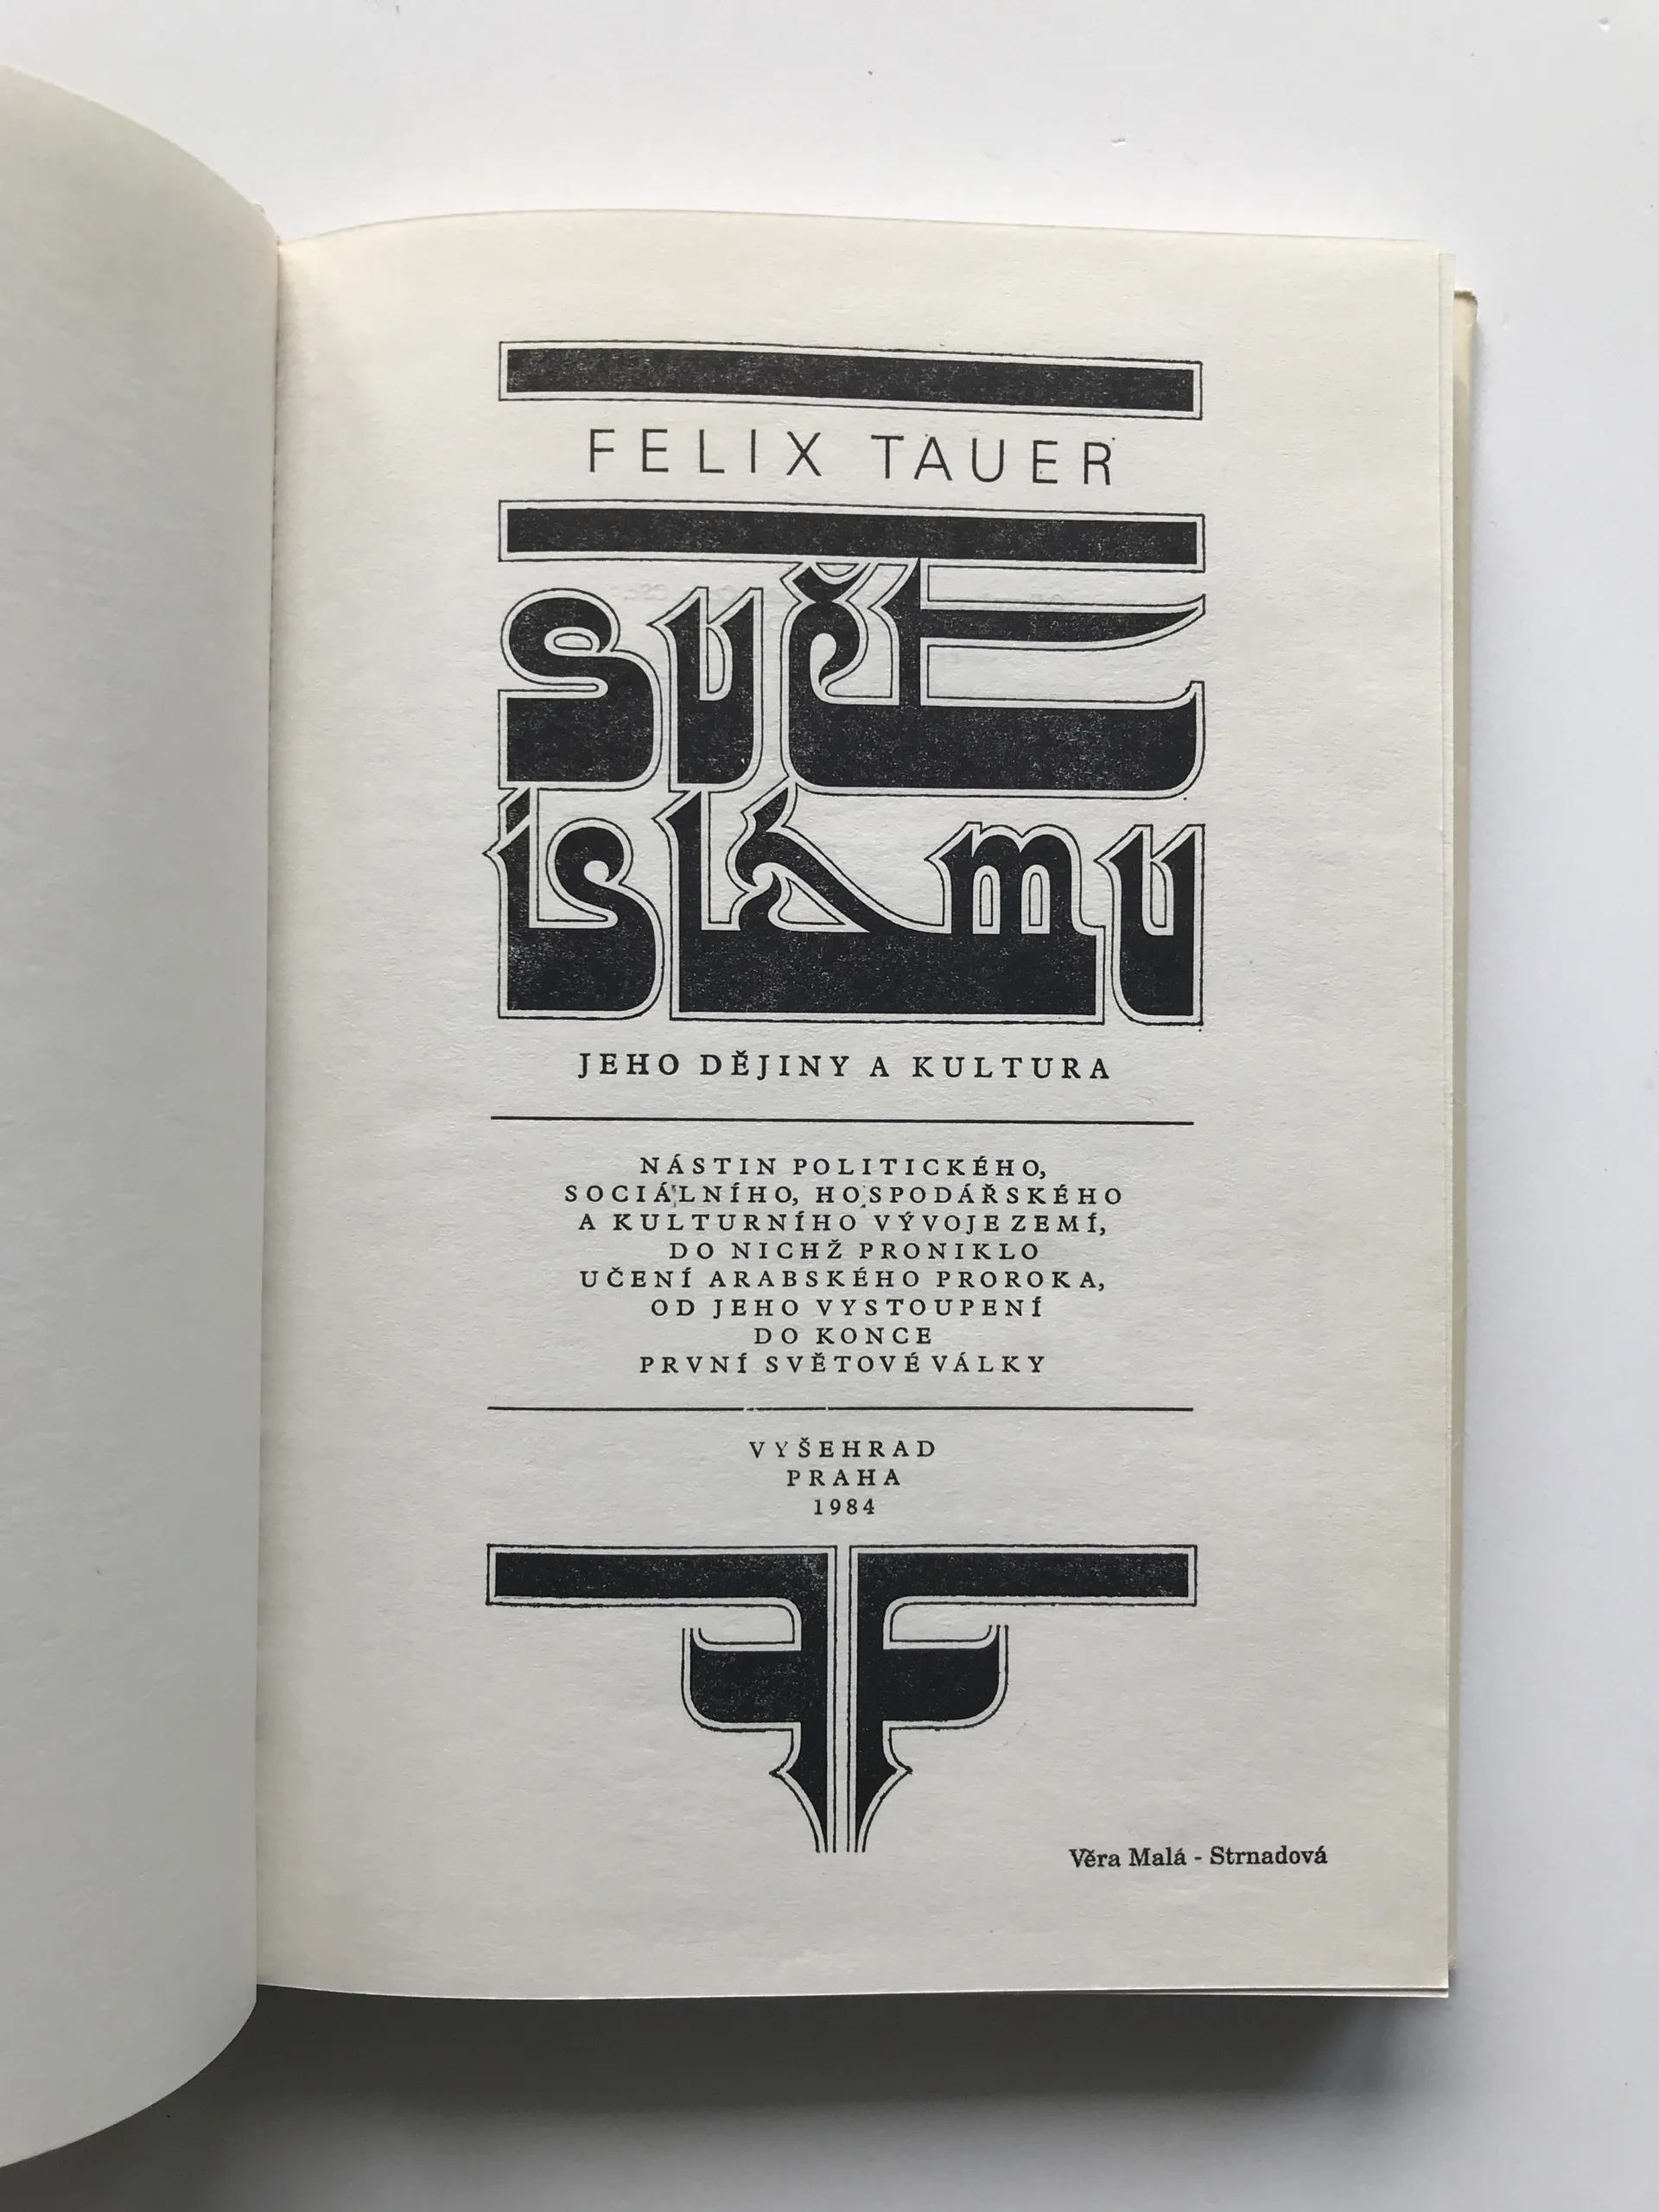 FELIX TAUER
svět
islamu
JEHO DĚJINY A KULTURA
NÁSTIN POLITICKÉHO,
SOCIÁLNÍHO, HOSPODÁŘSKÉHO
A KULTURNÍHO VÝVOJE ZEMÍ,
DO NICHŽ PRONIKLO
UČENÍ ARABSKÉHO PROROKA,
OD JEHO VYSTOUPENÍ
DO KONCE
PRVNÍ SVĚTOVÉ VÁLKY
VYŠEHRAD
PRAHA
1984
Věra Malá - Strnadová